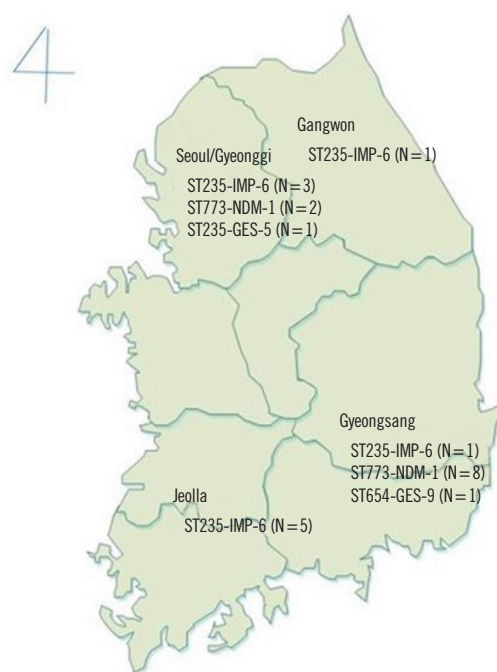 4
Gangwon
ST235-IMP-6 (N=1)
Seoul/Gyeonggi
ST235-IMP-6 (N=3)
ST773-NDM-1 (N=2)
ST235-GES-5 (N=1)
Gyeongsang
ST235-IMP-6 (N=1)
ST773-NDM-1 (N=8)
ST654-GES-9 (N=1)
Jeolla
ST235-IMP-6 (N=5)